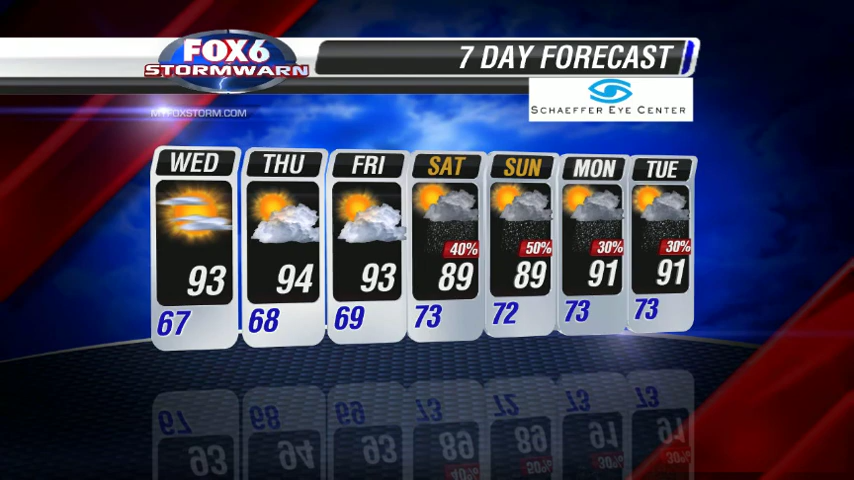 FOX6
STORMWARN
7 DAY FORECAST
SCHAEFFER EYE CENTER
MYFOXSTORM.COM
WED THU FRI SAT SUN MON TUE
40% 50% 30% 30%
93 94 93 89 89 91 91
67 68 69 73 72 73 73